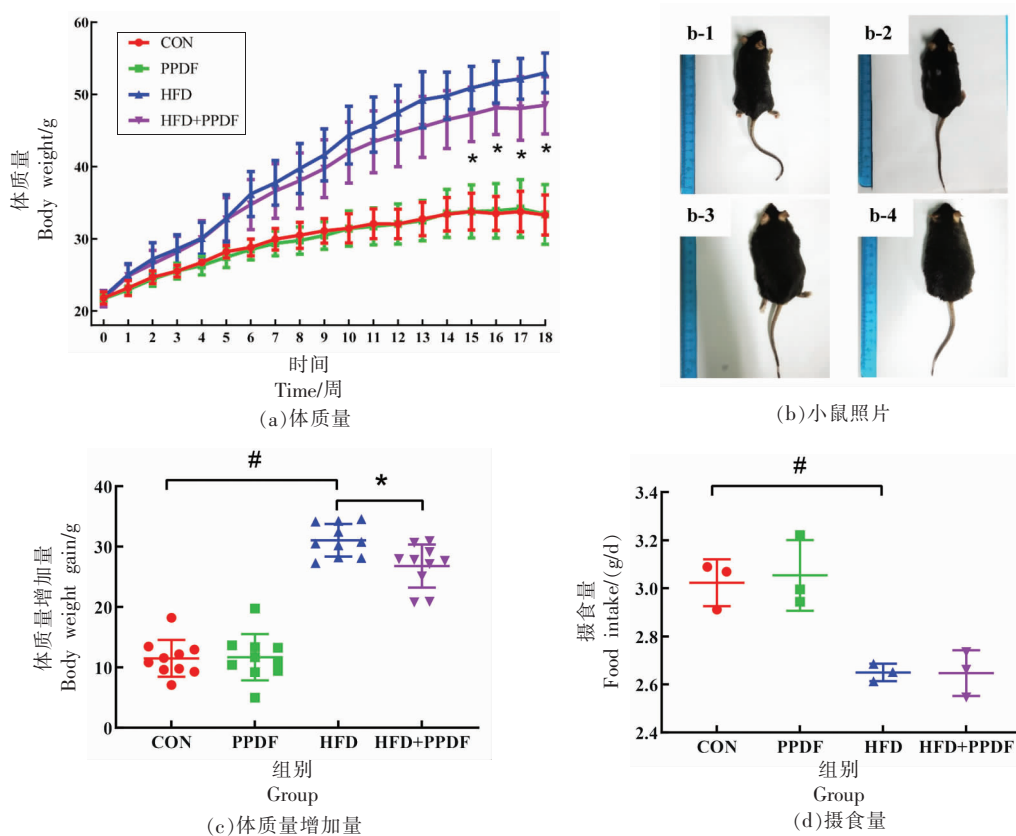 60
50
40
30
20
体质量
Body weight/g
CON
PPDF
HFD
HFD+PPDF
* * * *
0 1 2 3 4 5 6 7 8 9 10 11 12 13 14 15 16 17 18
时间
Time/周
(a)体质量
b-1
b-2
b-3
b-4
(b)小鼠照片
40
30
20
10
0
体质量增加量
Body weight gain/g
#
*
CON PPDF HFD HFD+PPDF
组别
Group
(c)体质量增加量
3.4
3.2
3.0
2.8
2.6
2.4
摄食量
Food intake/(g/d)
#
CON PPDF HFD HFD+PPDF
组别
Group
(d)摄食量